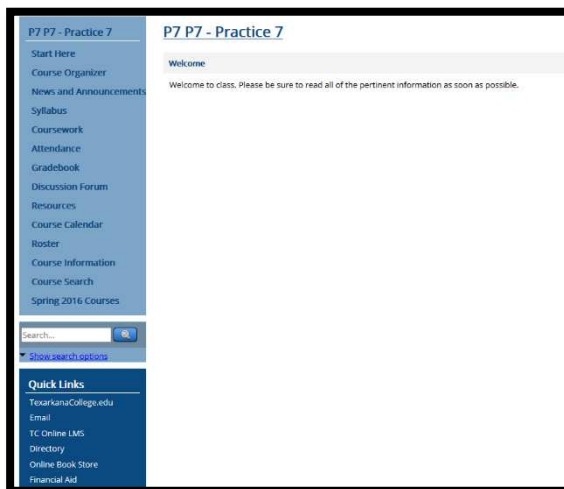 P7 P7 - Practice 7
Start Here
Course Organizer
News and Announcements
Syllabus
Coursework
Attendance
Gradebook
Discussion Forum
Resources
Course Calendar
Roster
Course Information
Course Search
Spring 2016 Courses
Search...
Show search options
Quick Links
TexarkanaCollege.edu
Email
TC Online LMS
Directory
Online Book Store
Financial Aid
P7 P7 - Practice 7
Welcome
Welcome to class. Please be sure to read all of the pertinent information as soon as possible.